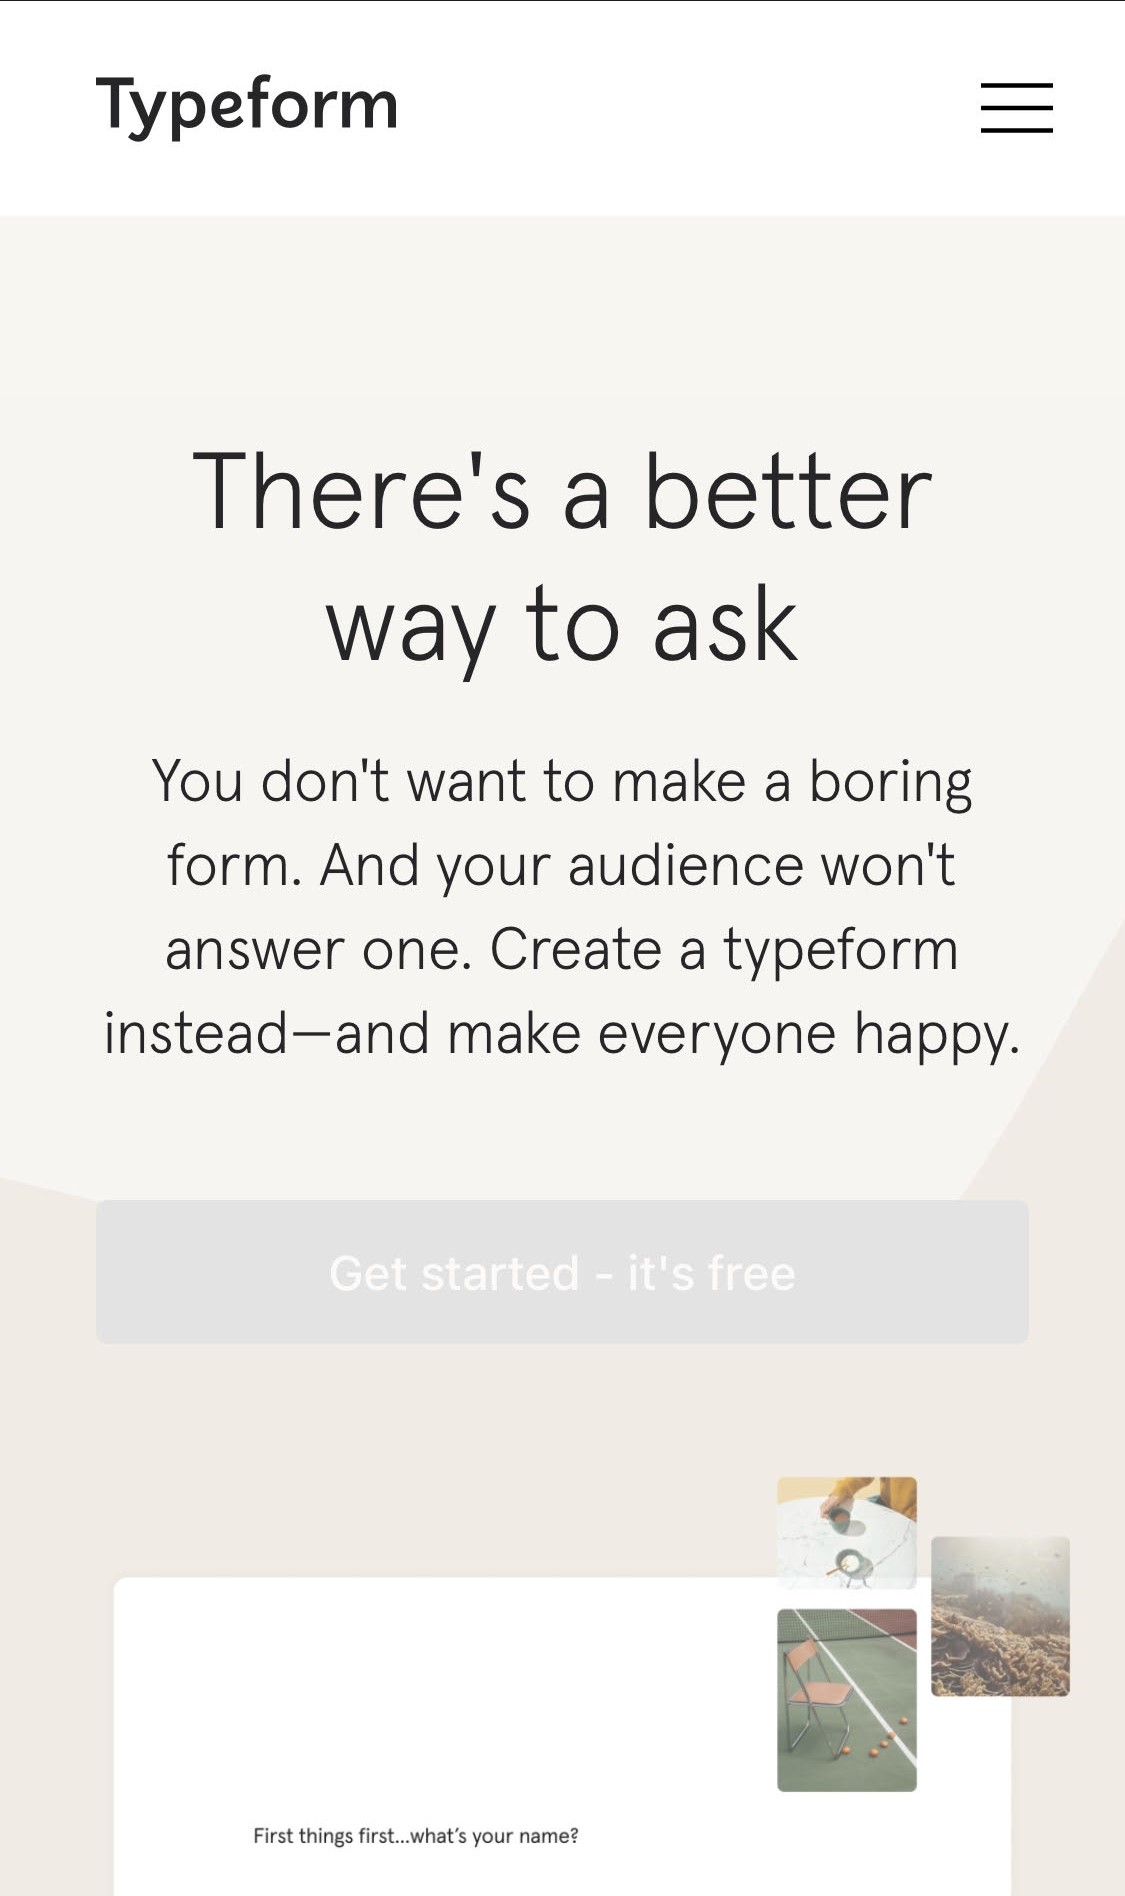 Typeform
There's a better
way to ask
You don't want to make a boring
form. And your audience won't
answer one. Create a typeform
instead—and make everyone happy.
Get started - it's free
First things first...what's your name?